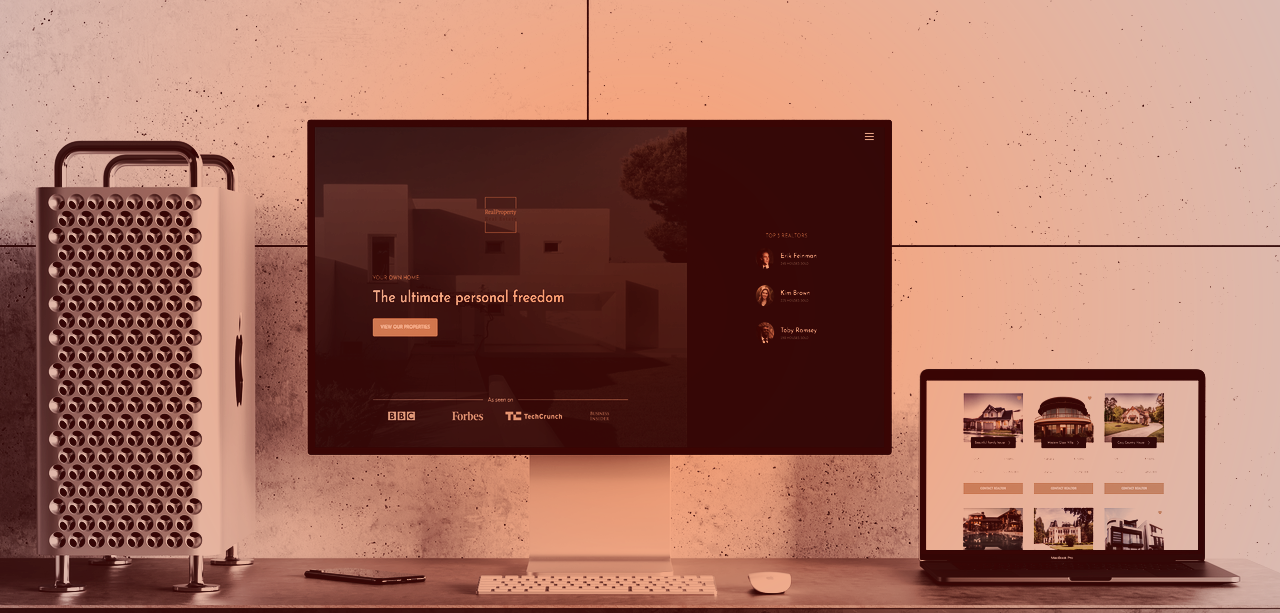 RealProperty
YOUR OWN HOME
The ultimate personal freedom
VIEW OUR PROPERTIES
As seen on
BBC
Forbes
TechCrunch
BUSINESS
INSIDER
TOP 3 REALTORS
Erik Feinman
Kim Brown
Toby Ramsey
Beautiful Family House
Modern Glass Villa
Cosy Country House
CONTACT REALTOR
CONTACT REALTOR
CONTACT REALTOR
MacBook Pro